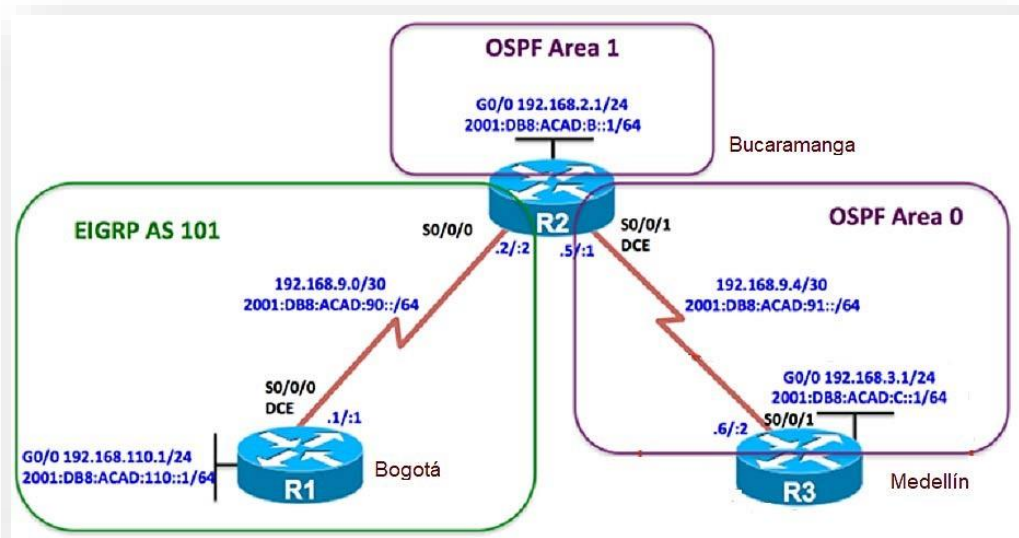 OSPF Area 1
G0/0 192.168.2.1/24
2001:DB8:ACAD:B::1/64
Bucaramanga
EIGRP AS 101
S0/0/0
R2
S0/0/1
DCE
OSPF Area 0
.2/:2
.5/:1
192.168.9.0/30
2001:DB8:ACAD:90::/64
192.168.9.4/30
2001:DB8:ACAD:91::/64
S0/0/0
DCE
.1/:1
G0/0 192.168.3.1/24
2001:DB8:ACAD:C::1/64
.6/:2
S0/0/1
G0/0 192.168.110.1/24
2001:DB8:ACAD:110::1/64
R1
Bogotá
R3
Medellín